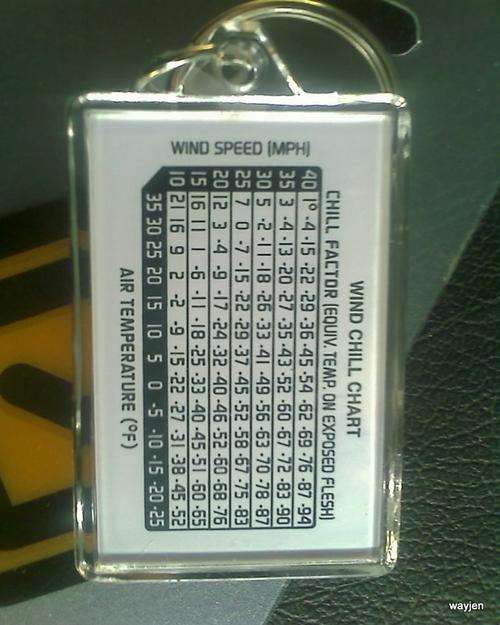 WIND CHILL CHART
CHILL FACTOR (EQUIV. TEMP. ON EXPOSED FLESH)
WIND SPEED (MPH)
40 1° -4 -15 -22 -29 -36 -45 -54 -62 -69 -76 -87 -94
35 3 -4 -13 -20 -27 -35 -43 -52 -60 -67 -72 -83 -90
30 5 -2 -11 -18 -26 -33 -41 -49 -56 -63 -70 -78 -87
25 7 0 -7 -15 -22 -29 -37 -45 -52 -58 -67 -75 -83
20 12 3 -4 -9 -17 -24 -32 -40 -46 -52 -60 -68 -76
15 16 11 1 -6 -11 -18 -25 -33 -40 -45 -51 -60 -65
10 21 16 9 2 -2 -9 -15 -22 -27 -31 -38 -45 -52
35 30 25 20 15 10 5 0 -5 -10 -15 -20 -25
AIR TEMPERATURE (°F)
wayjen